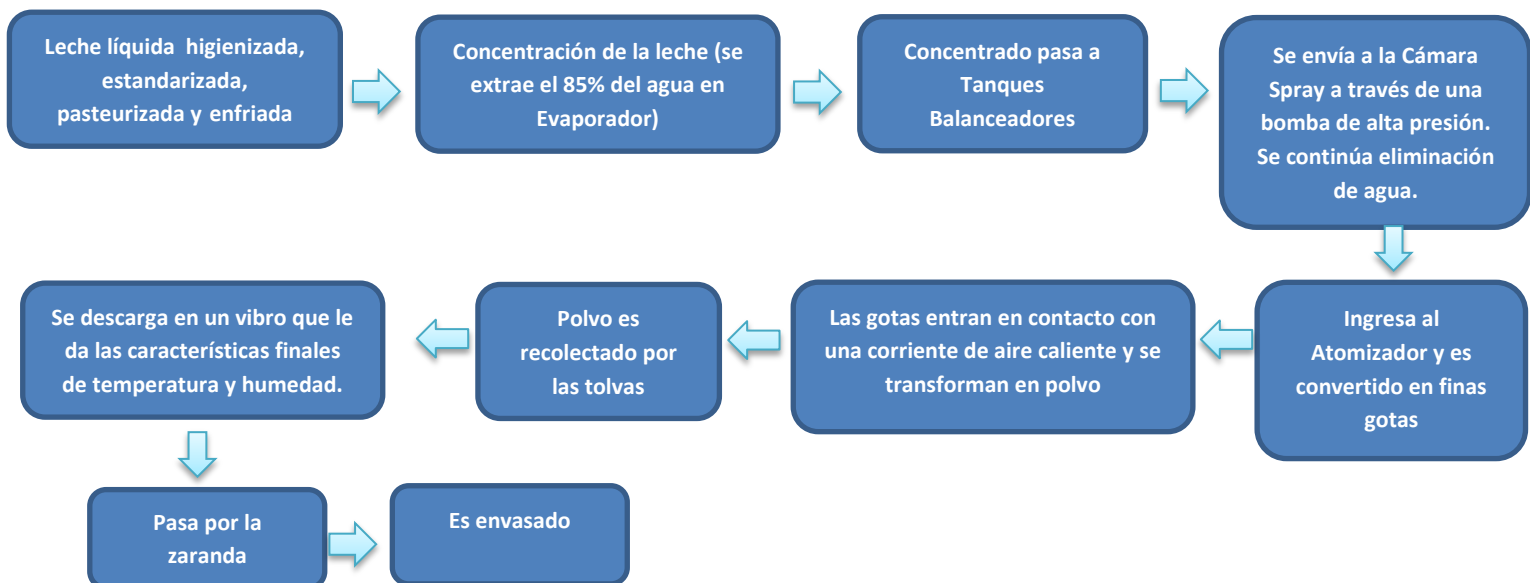 Leche líquida higienizada,
estandarizada,
pasteurizada y enfriada
Concentración de la leche (se
extrae el 85% del agua en
Evaporador)
Concentrado pasa a
Tanques
Balanceadores
Se envía a la Cámara
Spray a través de una
bomba de alta presión.
Se continúa eliminación
de agua.
Ingresa al
Atomizador y es
convertido en finas
gotas
Las gotas entran en contacto con
una corriente de aire caliente y se
transforman en polvo
Polvo es
recolectado por
las tolvas
Se descarga en un vibro que le
da las características finales
de temperatura y humedad.
Pasa por la
zaranda
Es envasado